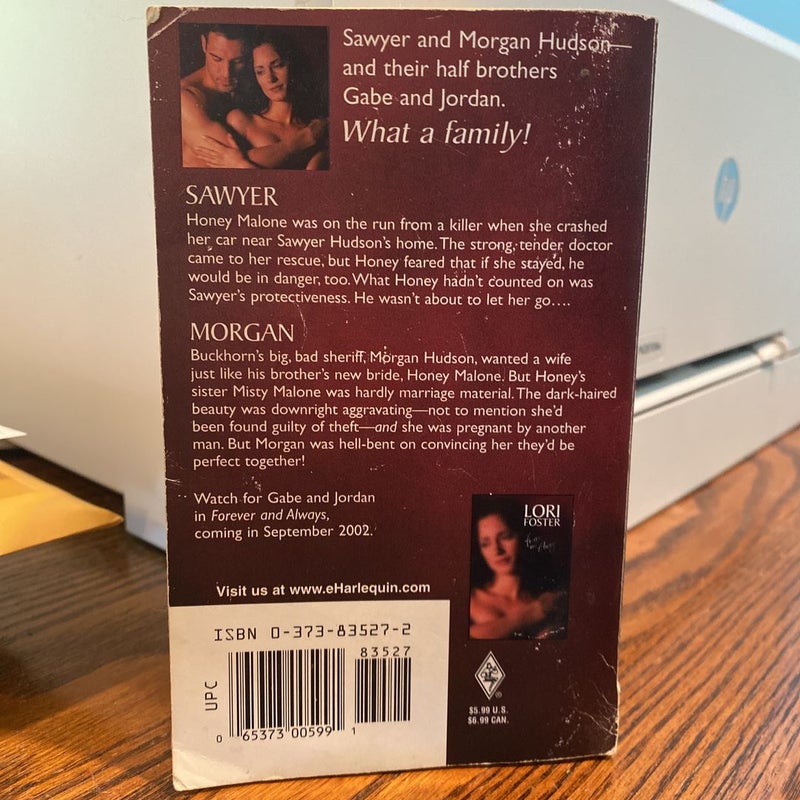 Sawyer and Morgan Hudson—
and their half brothers
Gabe and Jordan.
What a family!
SAWYER
Honey Malone was on the run from a killer when she crashed
her car near Sawyer Hudson's home. The strong, tender, doctor
came to her rescue, but Honey feared that if she stayed, he
would be in danger, too. What Honey hadn't counted on was
Sawyer's protectiveness. He wasn't about to let her go....
MORGAN
Buckhorn's big, bad sheriff, Morgan Hudson, wanted a wife
just like his brother's new bride, Honey Malone. But Honey's
sister Misty Malone was hardly marriage material. The dark-haired
beauty was downright aggravating—not to mention she'd
been found guilty of theft—and she was pregnant by another
man. But Morgan was hell-bent on convincing her they'd be
perfect together!
Watch for Gabe and Jordan
in Forever and Always,
coming in September 2002.
LORI
FOSTER
Visit us at www.eHarlequin.com
ISBN 0-373-83527-2
83527
UPC
0 65373 00599 1
$5.99 U.S.
$6.99 CAN.
hp